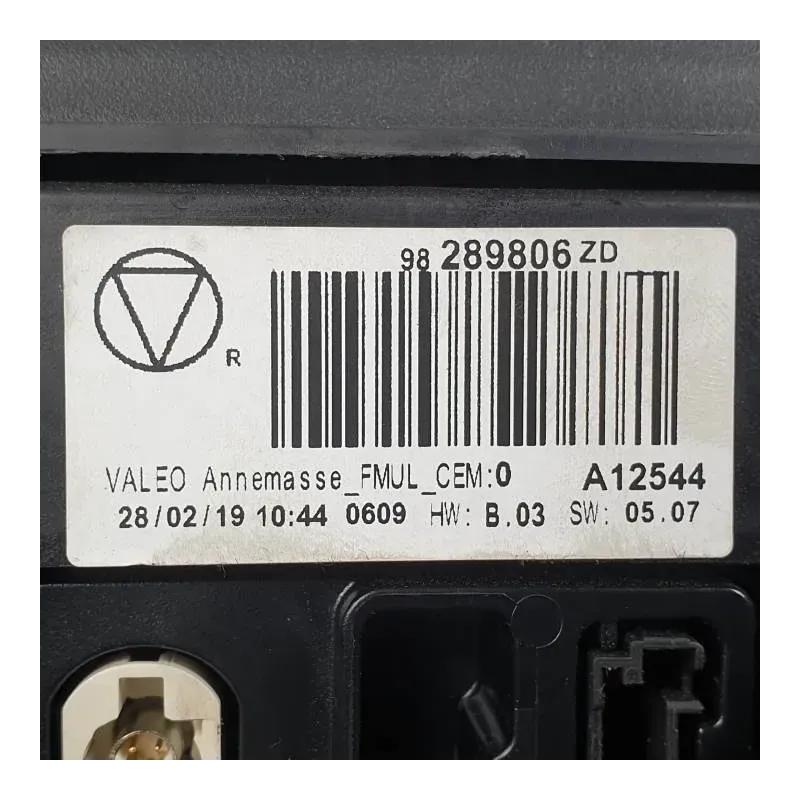 98 289806 ZD
R
VALEO Annemasse_FMUL_CEM:0 A12544
28/02/19 10:44 0609 HW: B.03 SW: 05.07